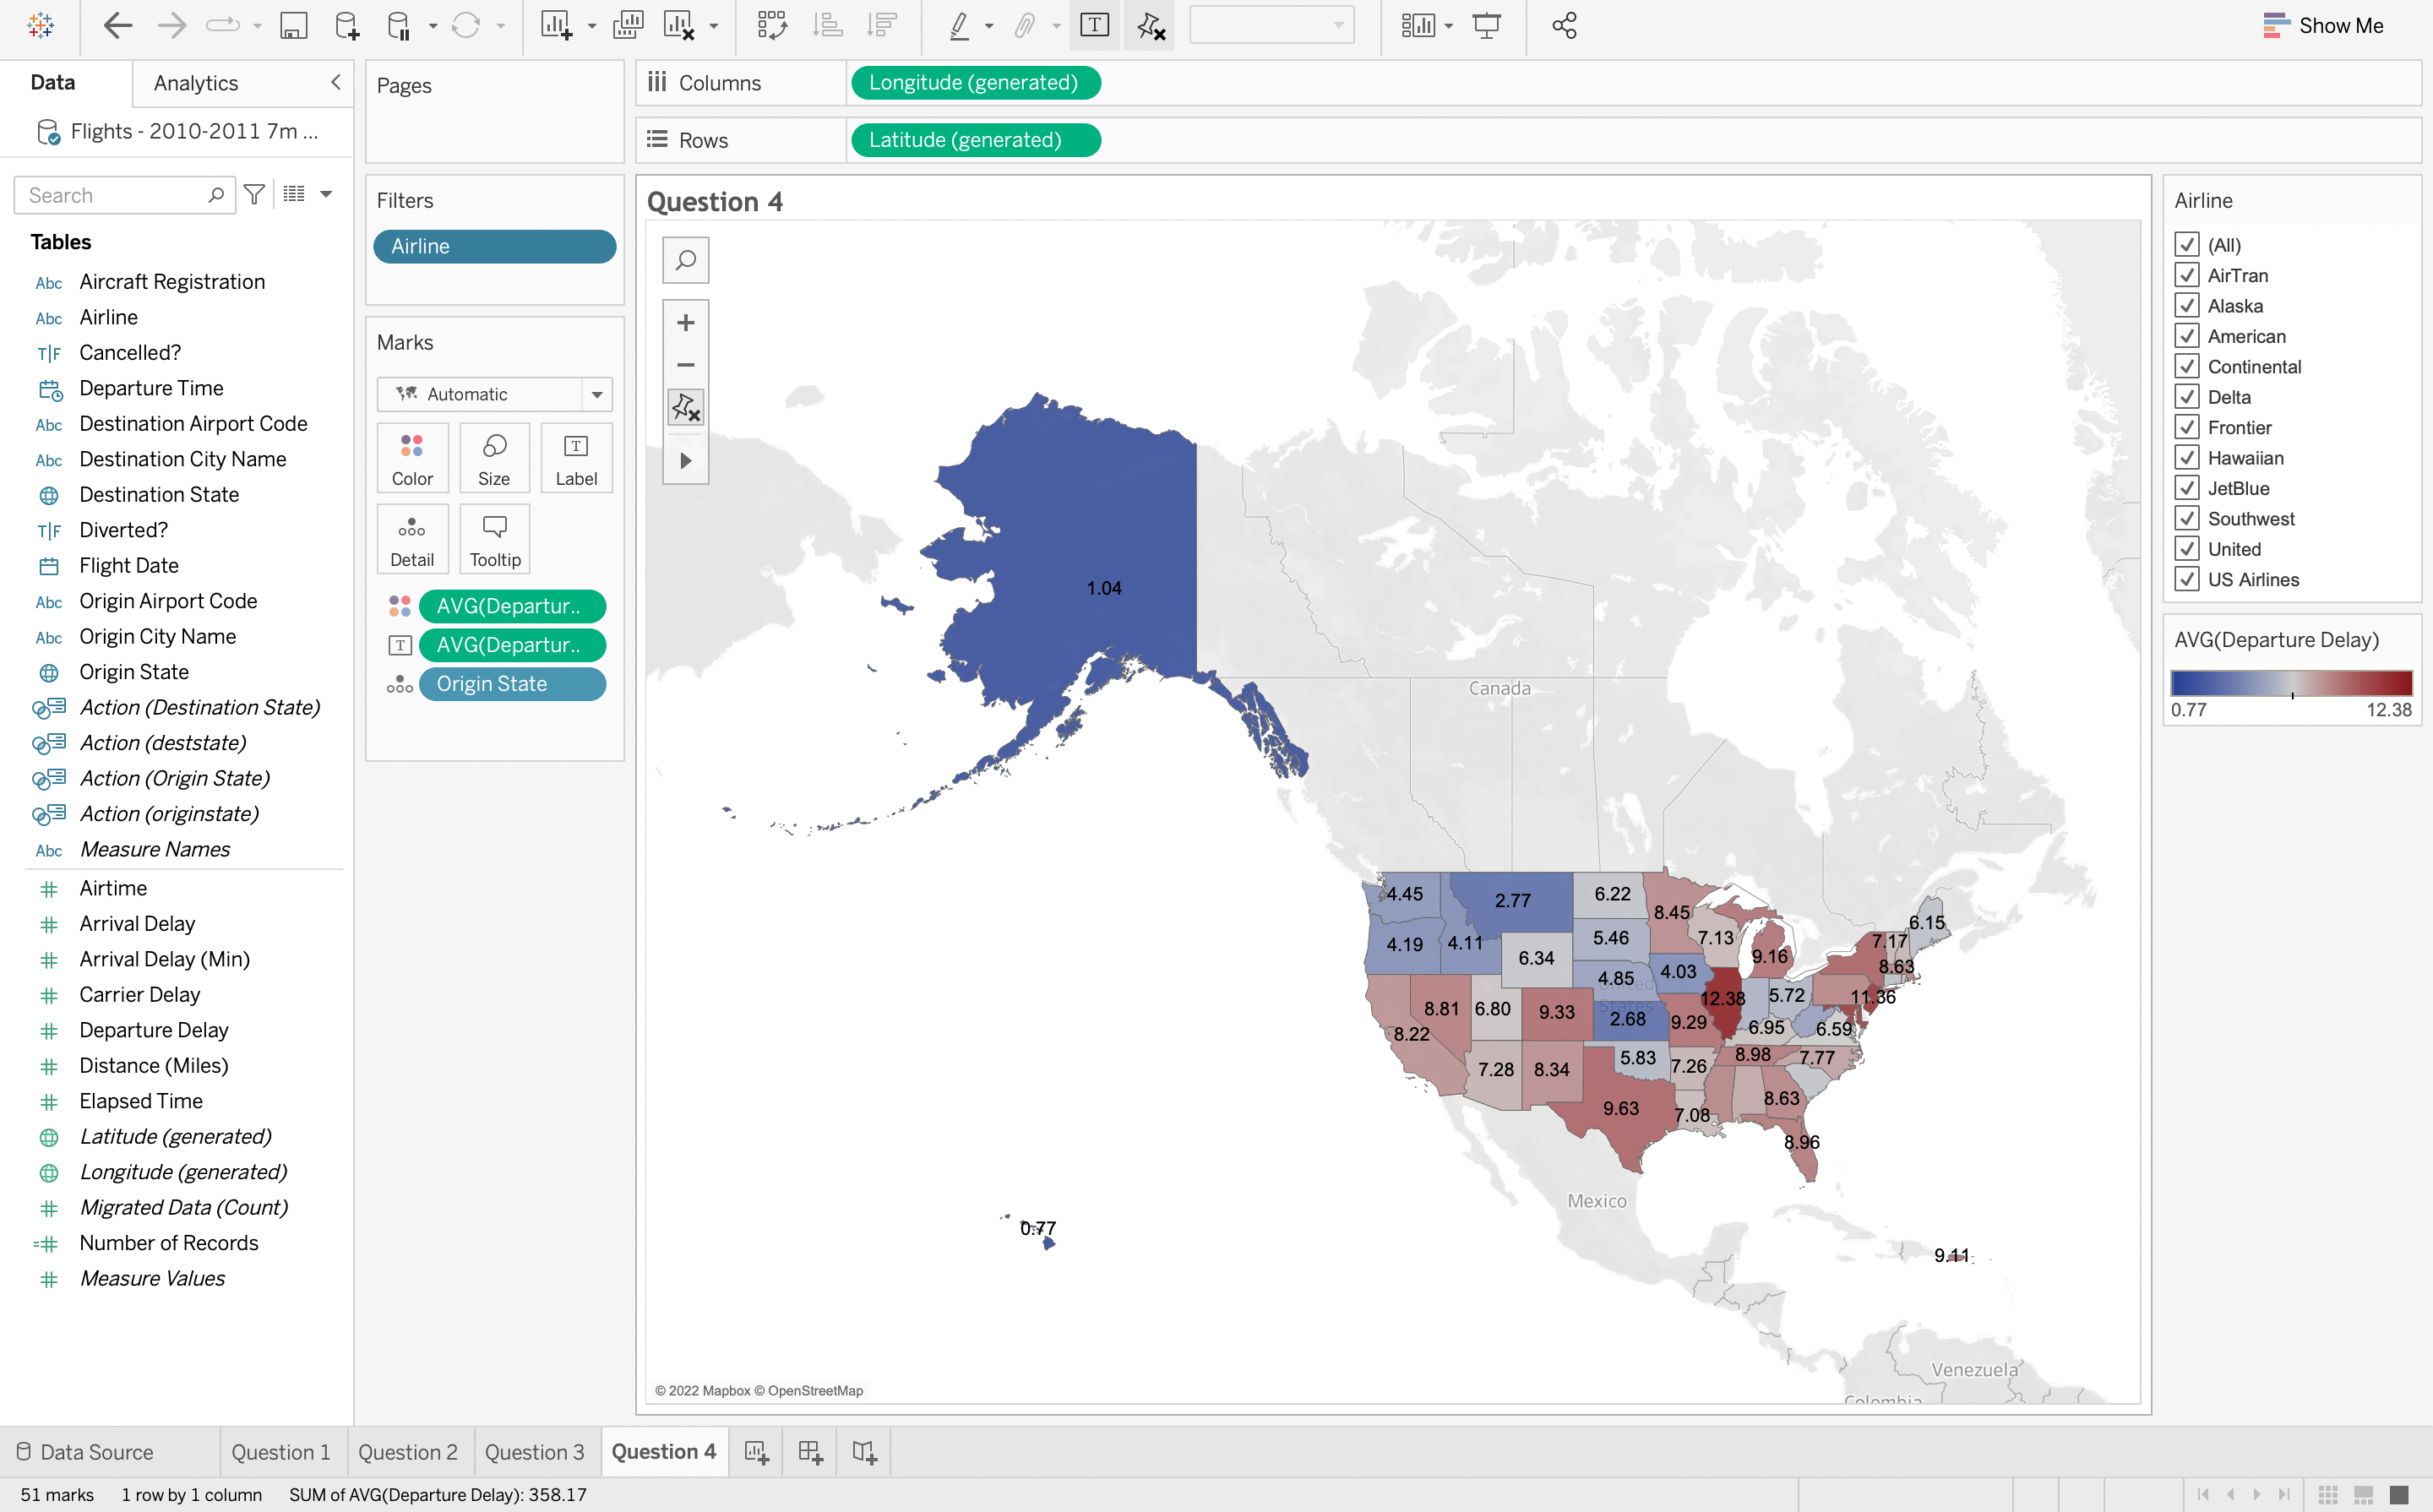 Show Me
Data
Analytics
Flights - 2010-2011 7m ...
Search
Tables
Abc Aircraft Registration
Abc Airline
T|F Cancelled?
Departure Time
Abc Destination Airport Code
Abc Destination City Name
Destination State
T|F Diverted?
Flight Date
Abc Origin Airport Code
Abc Origin City Name
Origin State
Action (Destination State)
Action (deststate)
Action (Origin State)
Action (originstate)
Abc Measure Names
Airtime
Arrival Delay
Arrival Delay (Min)
Carrier Delay
Departure Delay
Distance (Miles)
Elapsed Time
Latitude (generated)
Longitude (generated)
Migrated Data (Count)
Number of Records
Measure Values
Pages
Filters
Airline
Marks
Automatic
Color
Size
Label
Detail
Tooltip
AVG(Departur..
AVG(Departur..
Origin State
Columns
Longitude (generated)
Rows
Latitude (generated)
Question 4
1.04
Canada
4.45
2.77
6.22
8.45
6.15
4.19
4.11
5.46
7.13
7.17
6.34
9.16
8.63
4.85
4.03
United
States
12.38
5.72
11.36
8.81
6.80
9.33
2.68
9.29
6.95
6.59
8.22
5.83
7.26
8.98
7.77
7.28
8.34
9.63
7.08
8.63
8.96
Mexico
0.77
9.11
Venezuela
Colombia
© 2022 Mapbox © OpenStreetMap
Airline
(All)
AirTran
Alaska
American
Continental
Delta
Frontier
Hawaiian
JetBlue
Southwest
United
US Airlines
AVG(Departure Delay)
0.77
12.38
Data Source
Question 1
Question 2
Question 3
Question 4
51 marks
1 row by 1 column
SUM of AVG(Departure Delay): 358.17